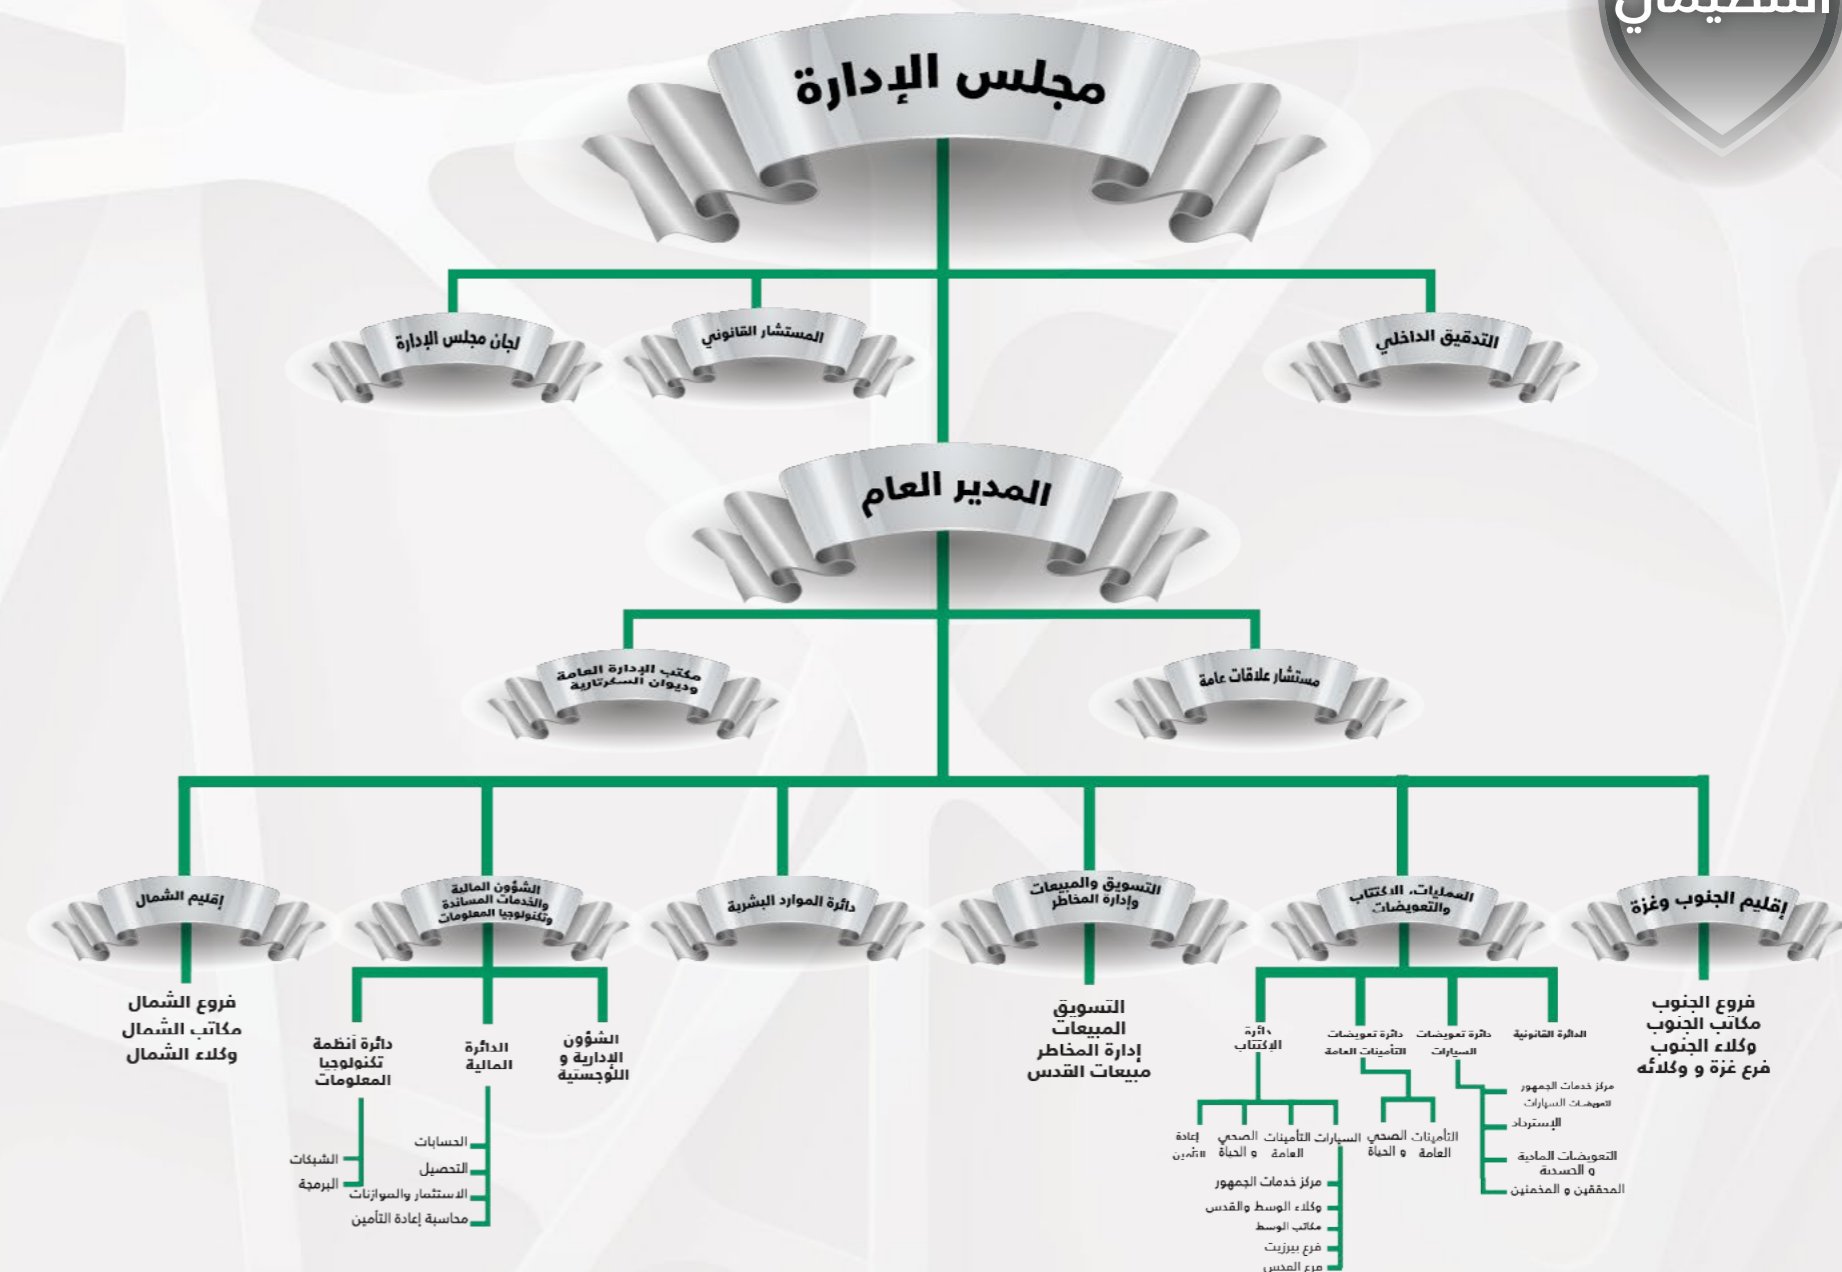 مجلس الإدارة
التدقيق الداخلي
المستشار القانوني
لجان مجلس الإدارة
المدير العام
مستشار علاقات عامة
مكتب الإدارة العامة
وديوان السكرتارية
إقليم الجنوب وغزة
فروع الجنوب
مكاتب الجنوب
وكلاء الجنوب
فرع غزة و وكلائه
العمليات، الاكتتاب
والتعويضات
الدائرة القانونية
دائرة تعويضات
السيارات
مركز خدمات الجمهور
لتعويضات السيارات
الإسترداد
التعويضات المادية
و الجسدية
المحققين و المخمنين
دائرة تعويضات
التأمينات العامة
التأمينات
العامة
الصحي
و الحياة
دائرة
الإكتتاب
السيارات
مركز خدمات الجمهور
وكلاء الوسط والقدس
مكاتب الوسط
فرع بيرزيت
فرع القدس
التأمينات
العامة
الصحي
و الحياة
إعادة
التأمين
التسويق والمبيعات
وإدارة المخاطر
التسويق
المبيعات
إدارة المخاطر
مبيعات القدس
دائرة الموارد البشرية
الشؤون المالية
والخدمات المساندة
وتكنولوجيا المعلومات
الشؤون
الإدارية و
اللوجستية
الدائرة
المالية
الحسابات
التحصيل
الاستثمار والموازنات
محاسبة إعادة التأمين
دائرة أنظمة
تكنولوجيا
المعلومات
الشبكات
البرمجة
إقليم الشمال
فروع الشمال
مكاتب الشمال
وكلاء الشمال